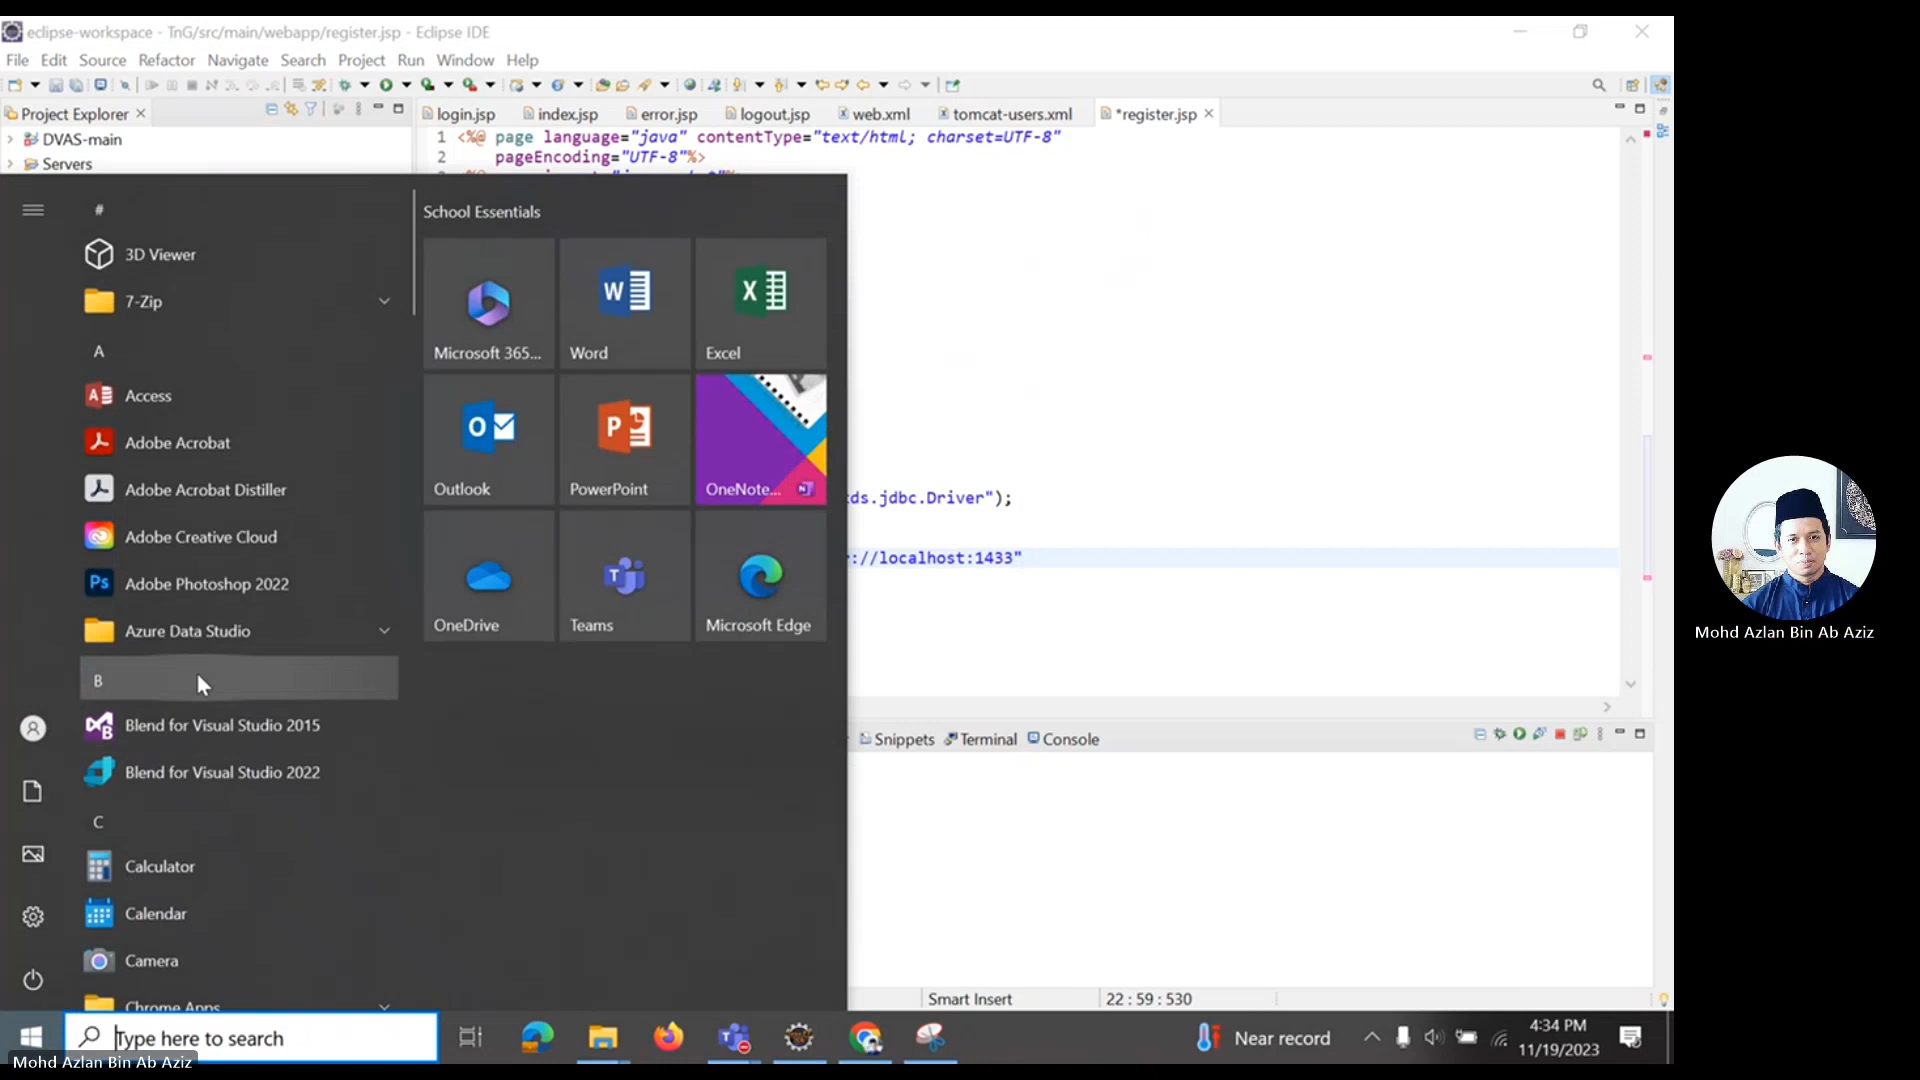 eclipse-workspace - TnG/src/main/webapp/register.jsp - Eclipse IDE
File Edit Source Refactor Navigate Search Project Run Window Help
Project Explorer
login.jsp index.jsp error.jsp logout.jsp web.xml tomcat-users.xml *register.jsp
DVAS-main
Servers
1 <%@ page language="java" contentType="text/html; charset=UTF-8"
2 pageEncoding="UTF-8"%>
#
3D Viewer
7-Zip
A
Access
Adobe Acrobat
Adobe Acrobat Distiller
Adobe Creative Cloud
Adobe Photoshop 2022
Azure Data Studio
B
Blend for Visual Studio 2015
Blend for Visual Studio 2022
C
Calculator
Calendar
Camera
Chrome Apps
School Essentials
Microsoft 365...
Word
Excel
Outlook
PowerPoint
OneNote...
OneDrive
Teams
Microsoft Edge
ds.jdbc.Driver");
://localhost:1433"
Snippets Terminal Console
Smart Insert
22 : 59 : 530
Type here to search
Near record
4:34 PM
11/19/2023
Mohd Azlan Bin Ab Aziz
Mohd Azlan Bin Ab Aziz